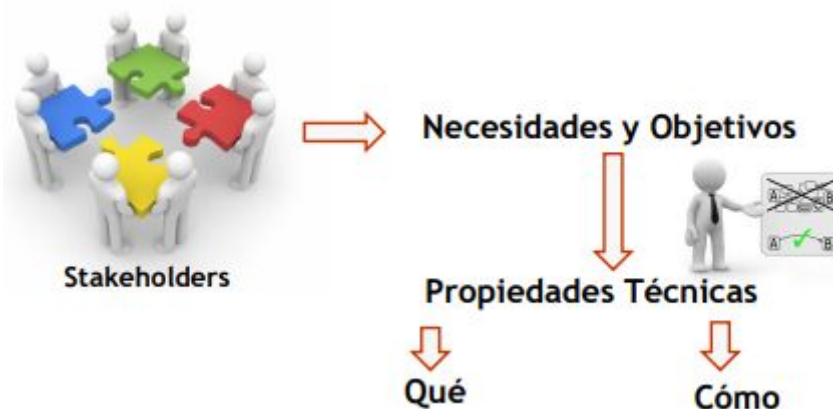 Necesidades y Objetivos
Stakeholders
A B
A B
Propiedades Técnicas
Qué
Cómo